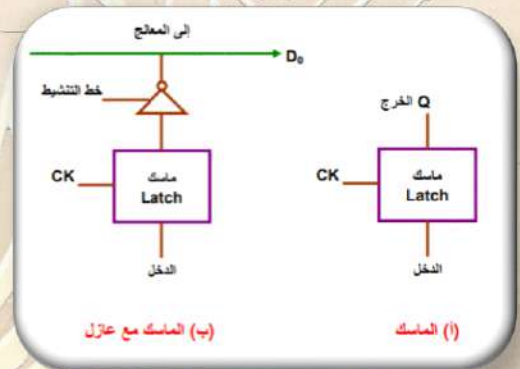 إلى المعالج
D₀
خط التنشيط
CK
ماسك
Latch
الدخل
(ب) الماسك مع عازل
Q الخرج
CK
ماسك
Latch
الدخل
(أ) الماسك